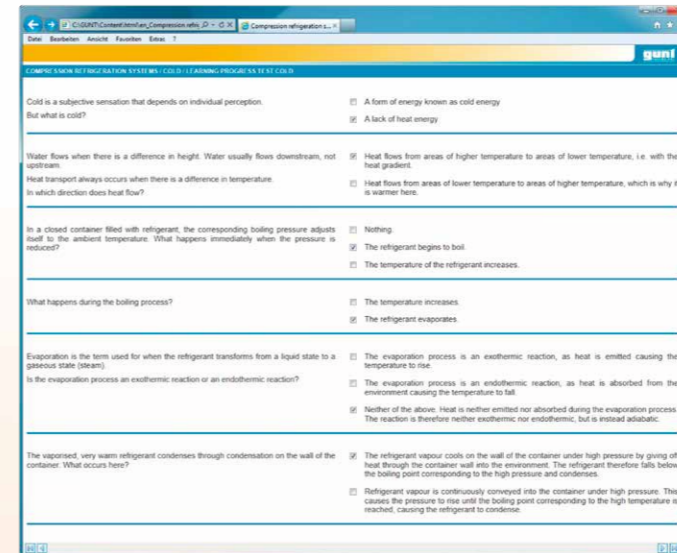 C:\GUNT\Content\html\en_Compression refrig
Compression refrigeration s...
Datei Bearbeiten Ansicht Favoriten Extras ?
gunt
COMPRESSION REFRIGERATION SYSTEMS / COLD / LEARNING PROGRESS TEST COLD
Cold is a subjective sensation that depends on individual perception.
But what is cold?
A form of energy known as cold energy
A lack of heat energy
Water flows when there is a difference in height. Water usually flows downstream, not
upstream.
Heat transport always occurs when there is a difference in temperature.
In which direction does heat flow?
Heat flows from areas of higher temperature to areas of lower temperature, i.e. with the
heat gradient.
Heat flows from areas of lower temperature to areas of higher temperature, which is why it
is warmer here.
In a closed container filled with refrigerant, the corresponding boiling pressure adjusts
itself to the ambient temperature. What happens immediately when the pressure is
reduced?
Nothing.
The refrigerant begins to boil.
The temperature of the refrigerant increases.
What happens during the boiling process?
The temperature increases.
The refrigerant evaporates.
Evaporation is the term used for when the refrigerant transforms from a liquid state to a
gaseous state (steam).
Is the evaporation process an exothermic reaction or an endothermic reaction?
The evaporation process is an exothermic reaction, as heat is emitted causing the
temperature to rise.
The evaporation process is an endothermic reaction, as heat is absorbed from the
environment causing the temperature to fall.
Neither of the above. Heat is neither emitted nor absorbed during the evaporation process.
The reaction is therefore neither exothermic nor endothermic, but is instead adiabatic.
The vaporised, very warm refrigerant condenses through condensation on the wall of the
container. What occurs here?
The refrigerant vapour cools on the wall of the container under high pressure by giving of
heat through the container wall into the environment. The refrigerant therefore falls below
the boiling point corresponding to the high pressure and condenses.
Refrigerant vapour is continuously conveyed into the container under high pressure. This
causes the pressure to rise until the boiling point corresponding to the high temperature is
reached, causing the refrigerant to condense.